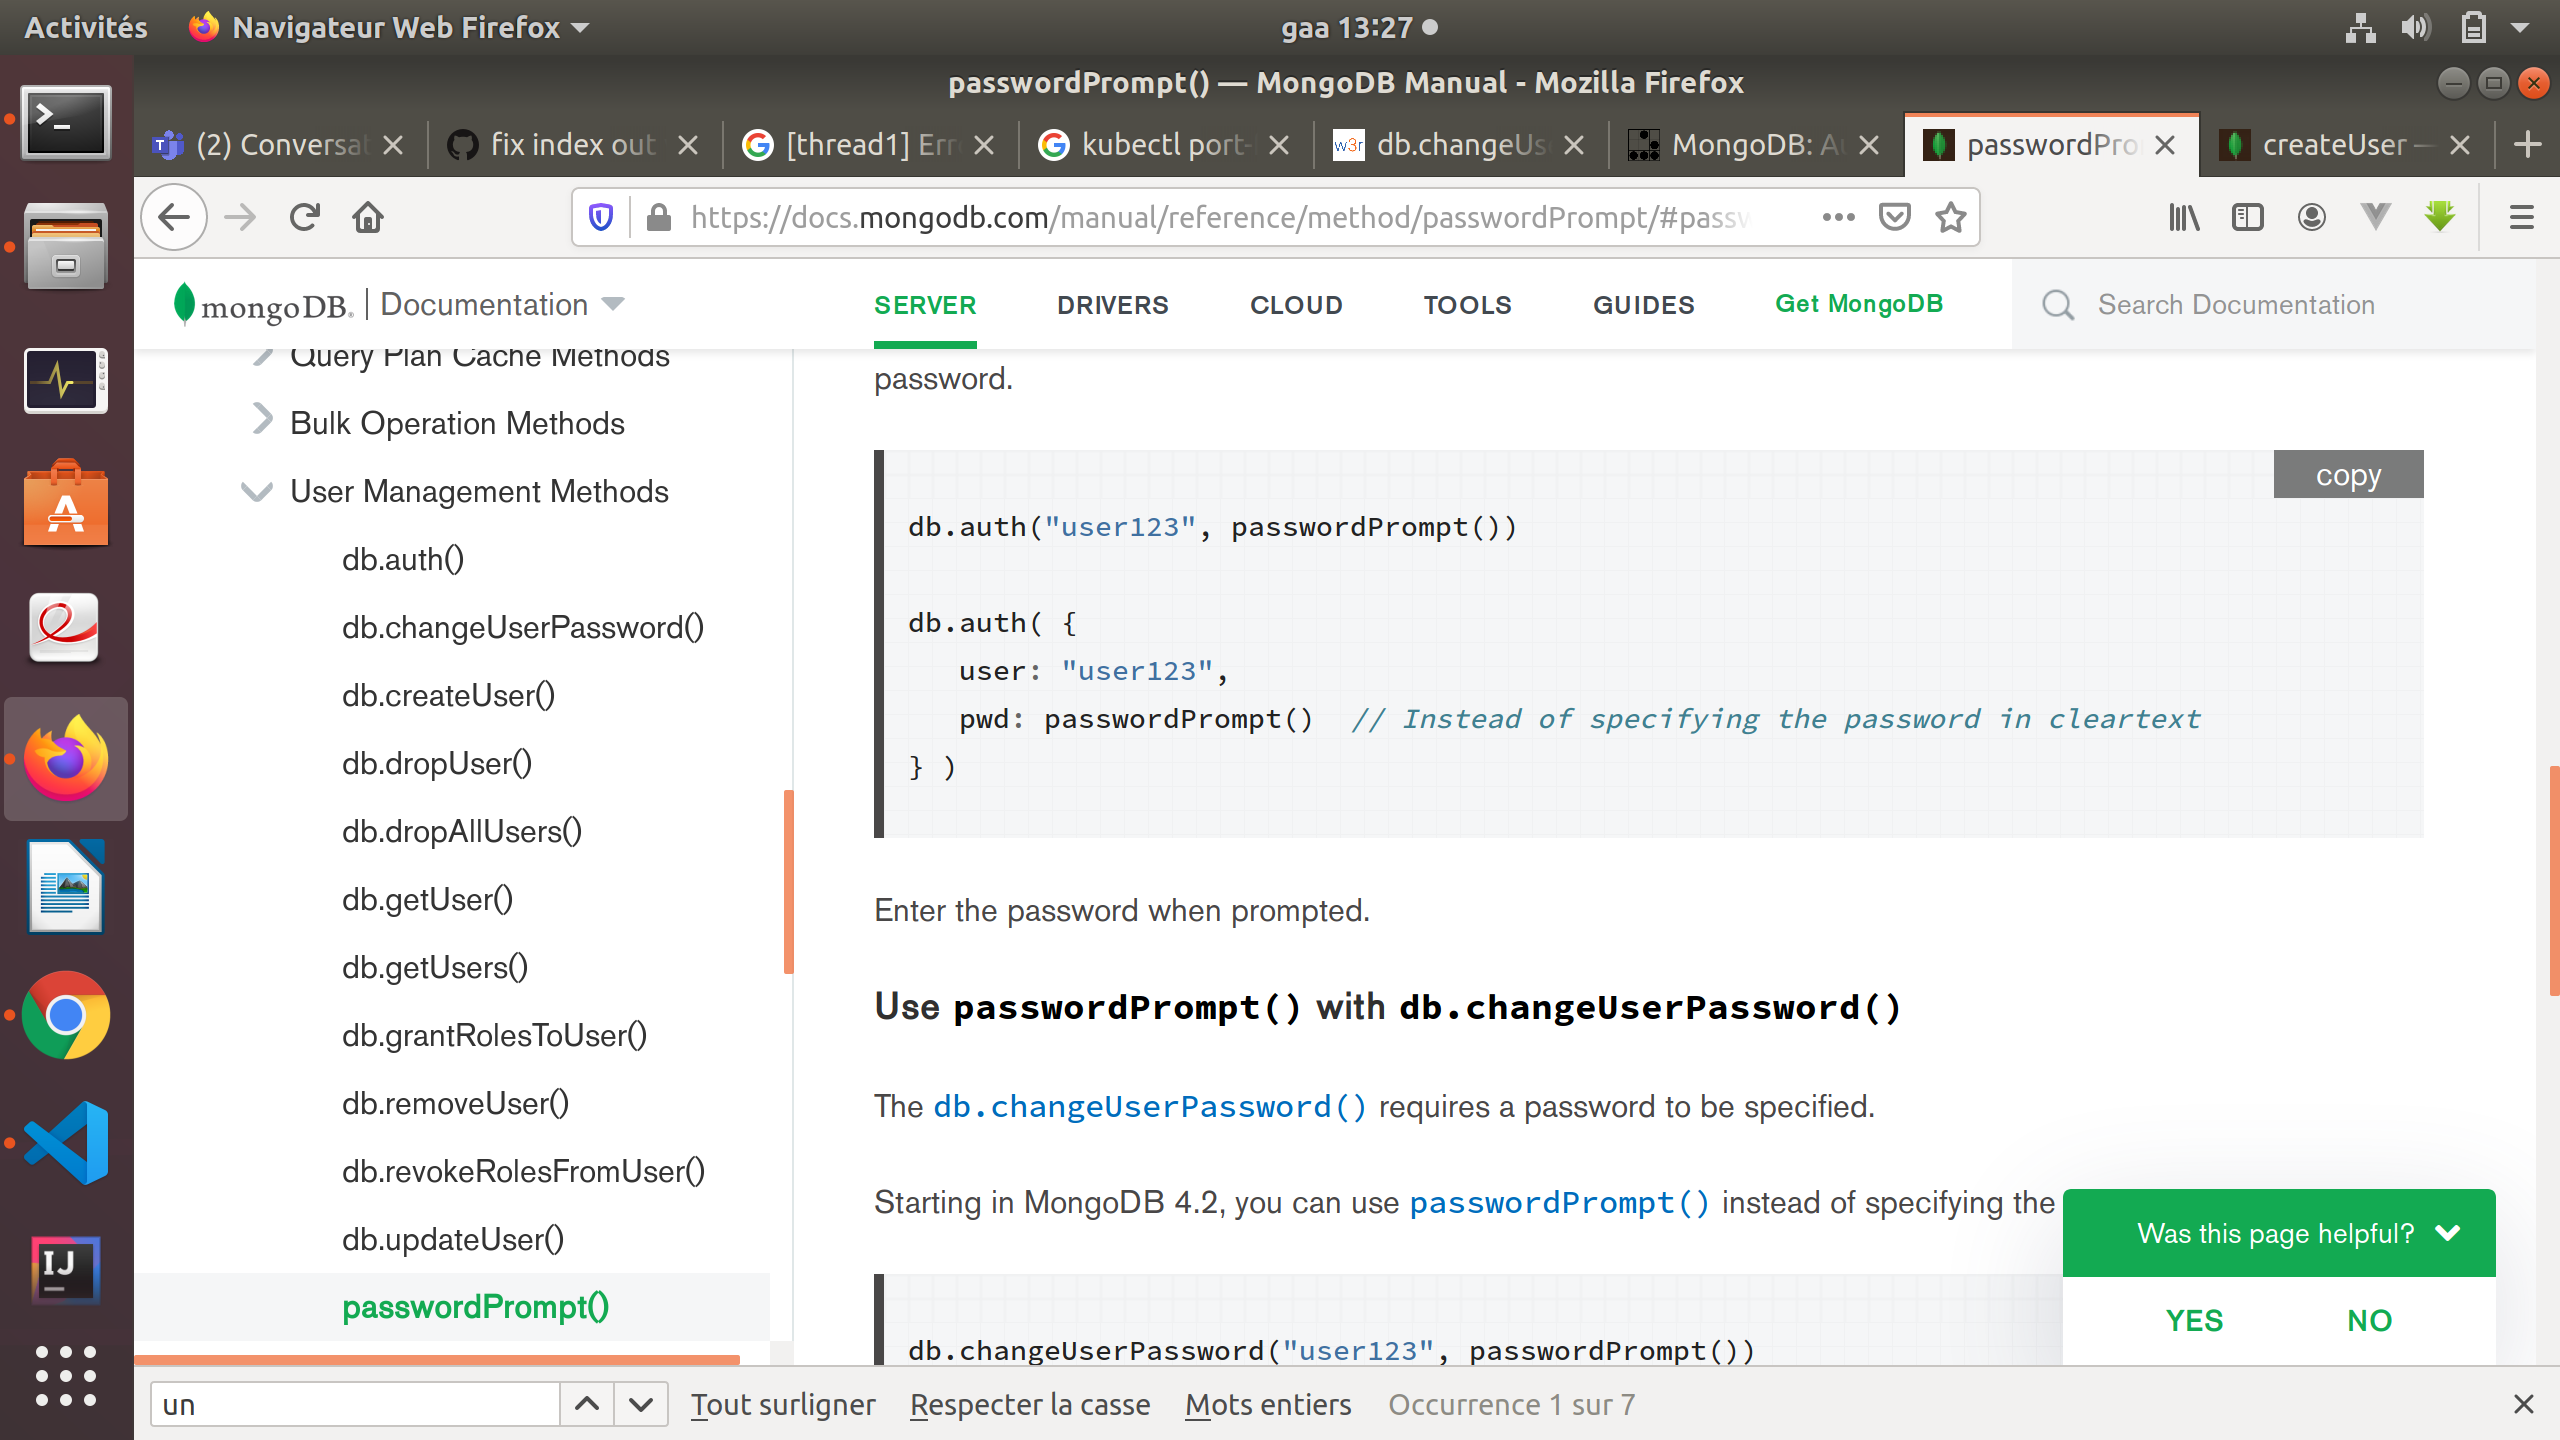 Activités
Navigateur Web Firefox
gaa 13:27
passwordPrompt() — MongoDB Manual - Mozilla Firefox
(2) Conversat
fix index out
[thread1] Err
kubectl port-
db.changeUs
MongoDB: Au
passwordPro
createUser —
https://docs.mongodb.com/manual/reference/method/passwordPrompt/#passw
mongoDB. Documentation
SERVER
DRIVERS
CLOUD
TOOLS
GUIDES
Get MongoDB
Search Documentation
Query Plan Cache Methods
Bulk Operation Methods
User Management Methods
db.auth()
db.changeUserPassword()
db.createUser()
db.dropUser()
db.dropAllUsers()
db.getUser()
db.getUsers()
db.grantRolesToUser()
db.removeUser()
db.revokeRolesFromUser()
db.updateUser()
passwordPrompt()
password.
copy
db.auth("user123", passwordPrompt())
db.auth( {
user: "user123",
pwd: passwordPrompt() // Instead of specifying the password in cleartext
} )
Enter the password when prompted.
Use passwordPrompt() with db.changeUserPassword()
The db.changeUserPassword() requires a password to be specified.
Starting in MongoDB 4.2, you can use passwordPrompt() instead of specifying the
db.changeUserPassword("user123", passwordPrompt())
Was this page helpful?
YES
NO
un
Tout surligner
Respecter la casse
Mots entiers
Occurrence 1 sur 7